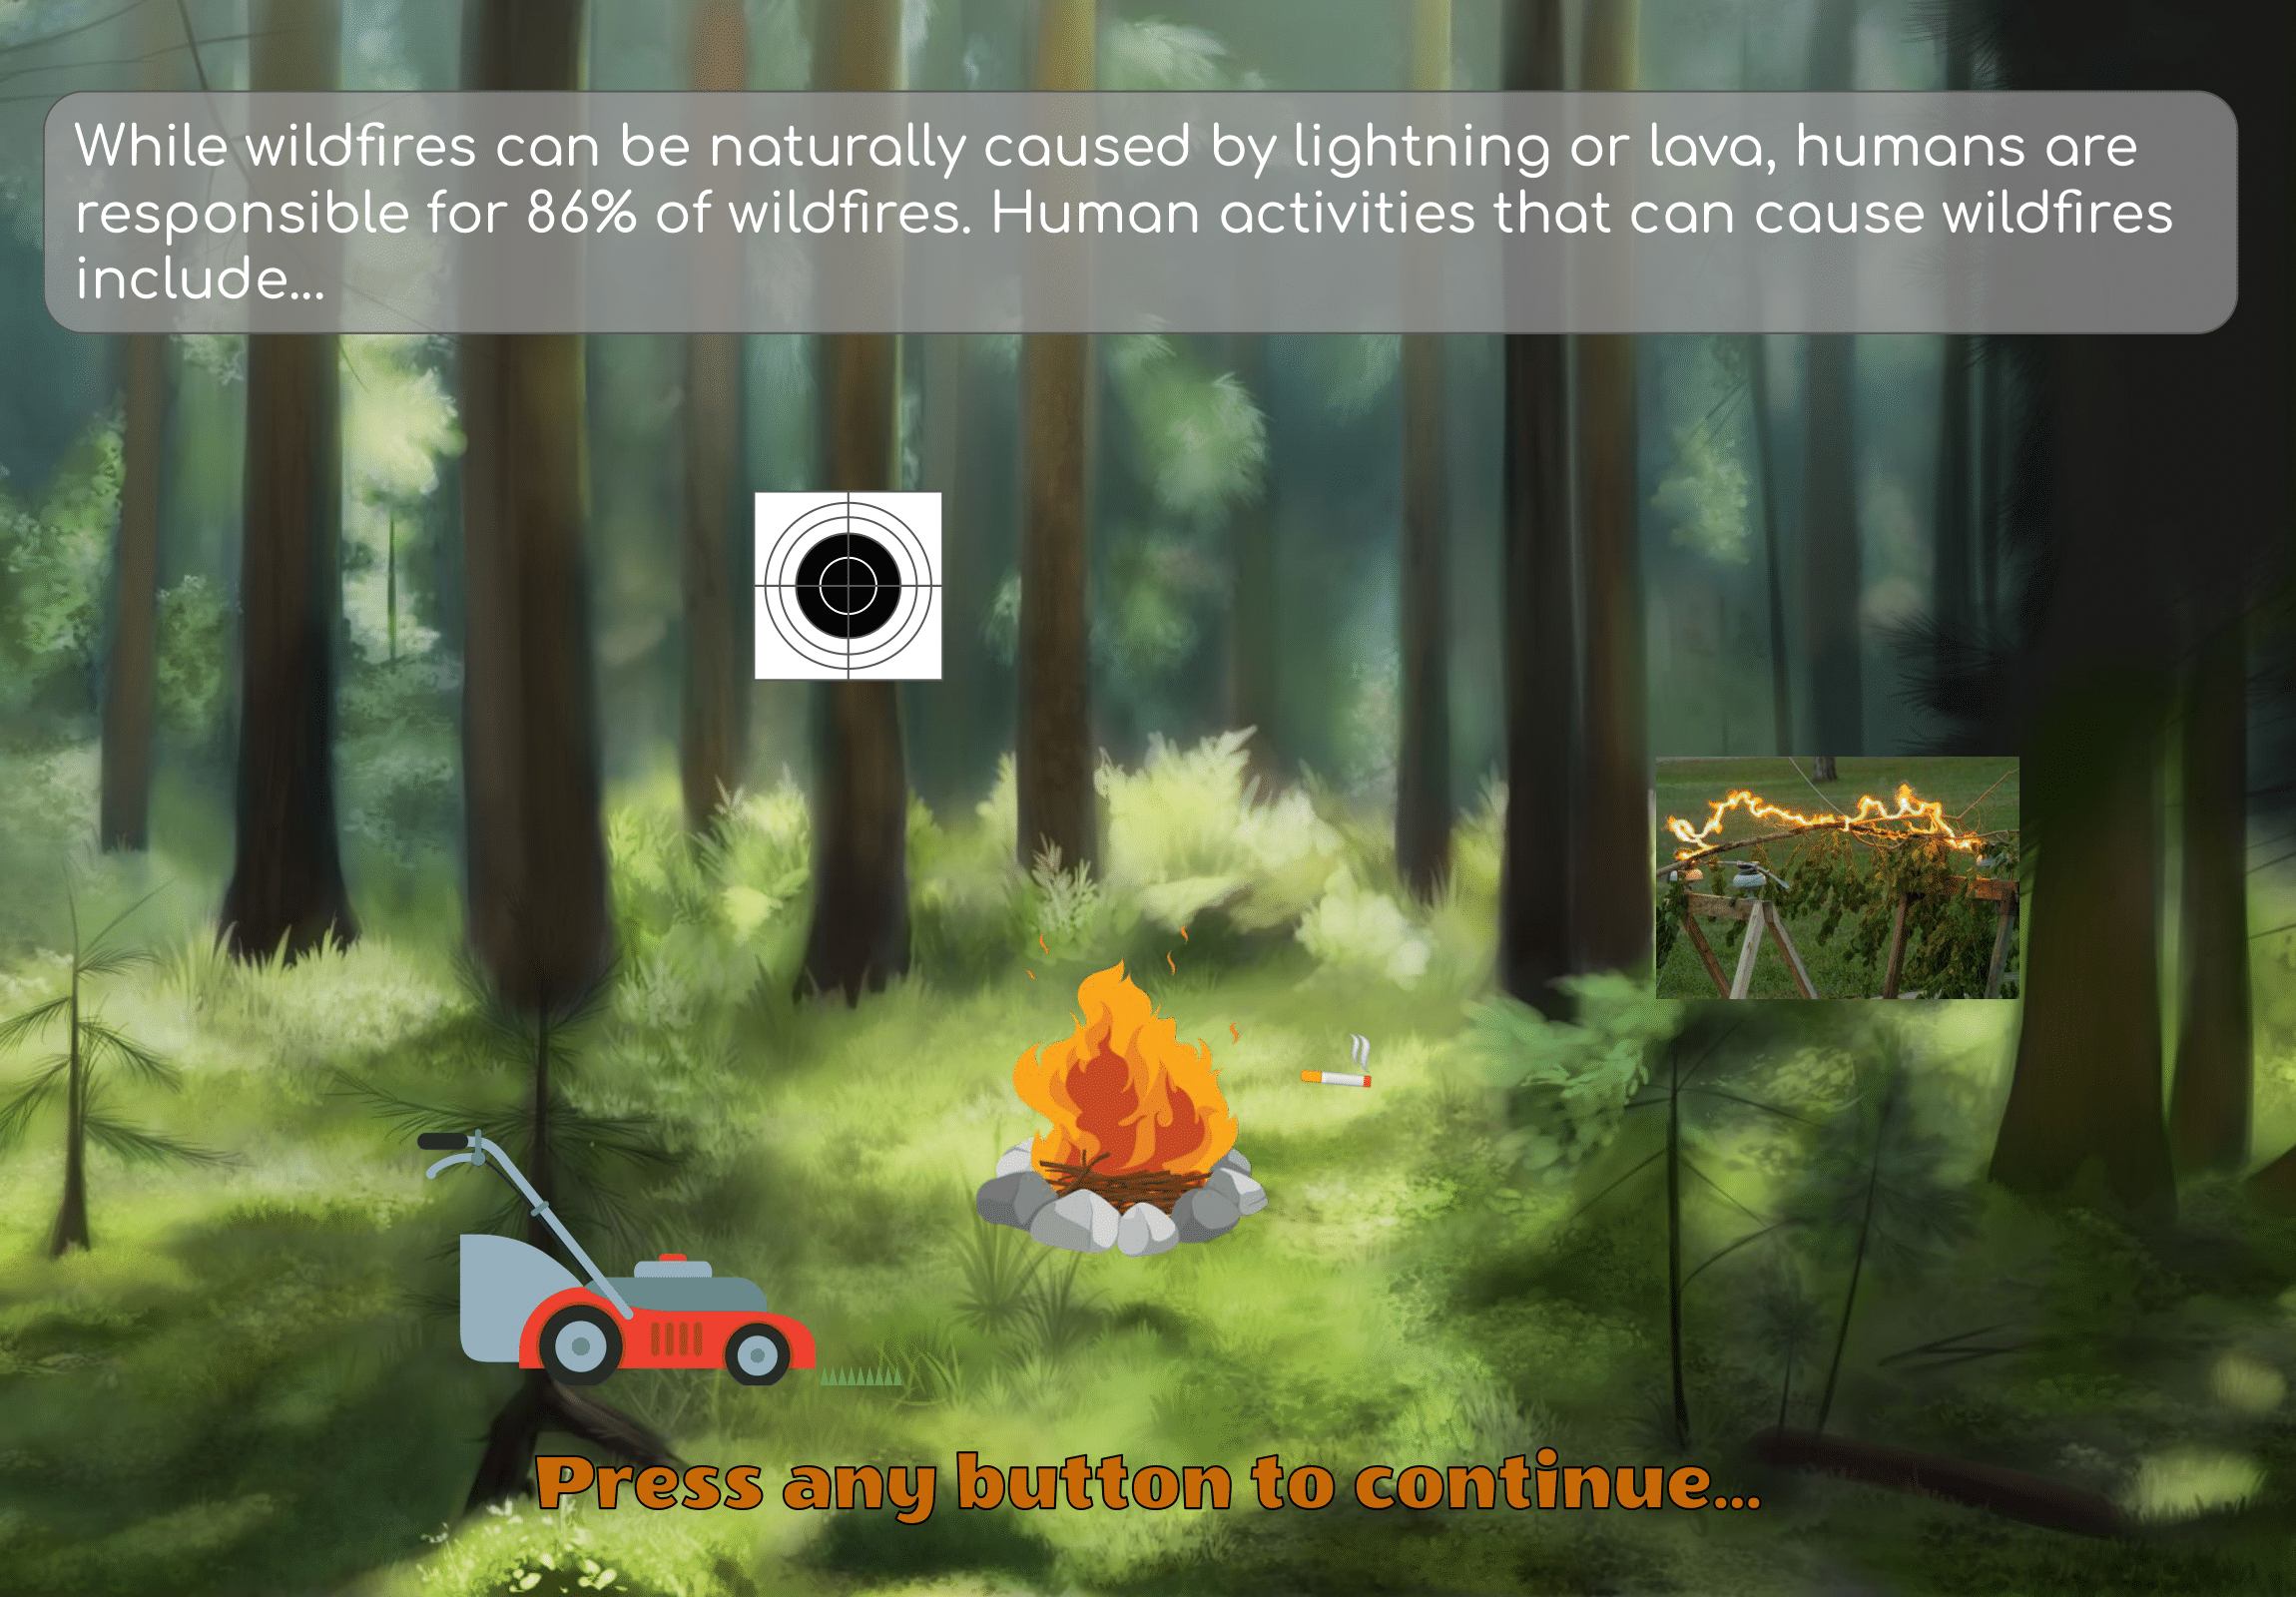 While wildfires can be naturally caused by lightning or lava, humans are
responsible for 86% of wildfires. Human activities that can cause wildfires
include...
Press any button to continue...